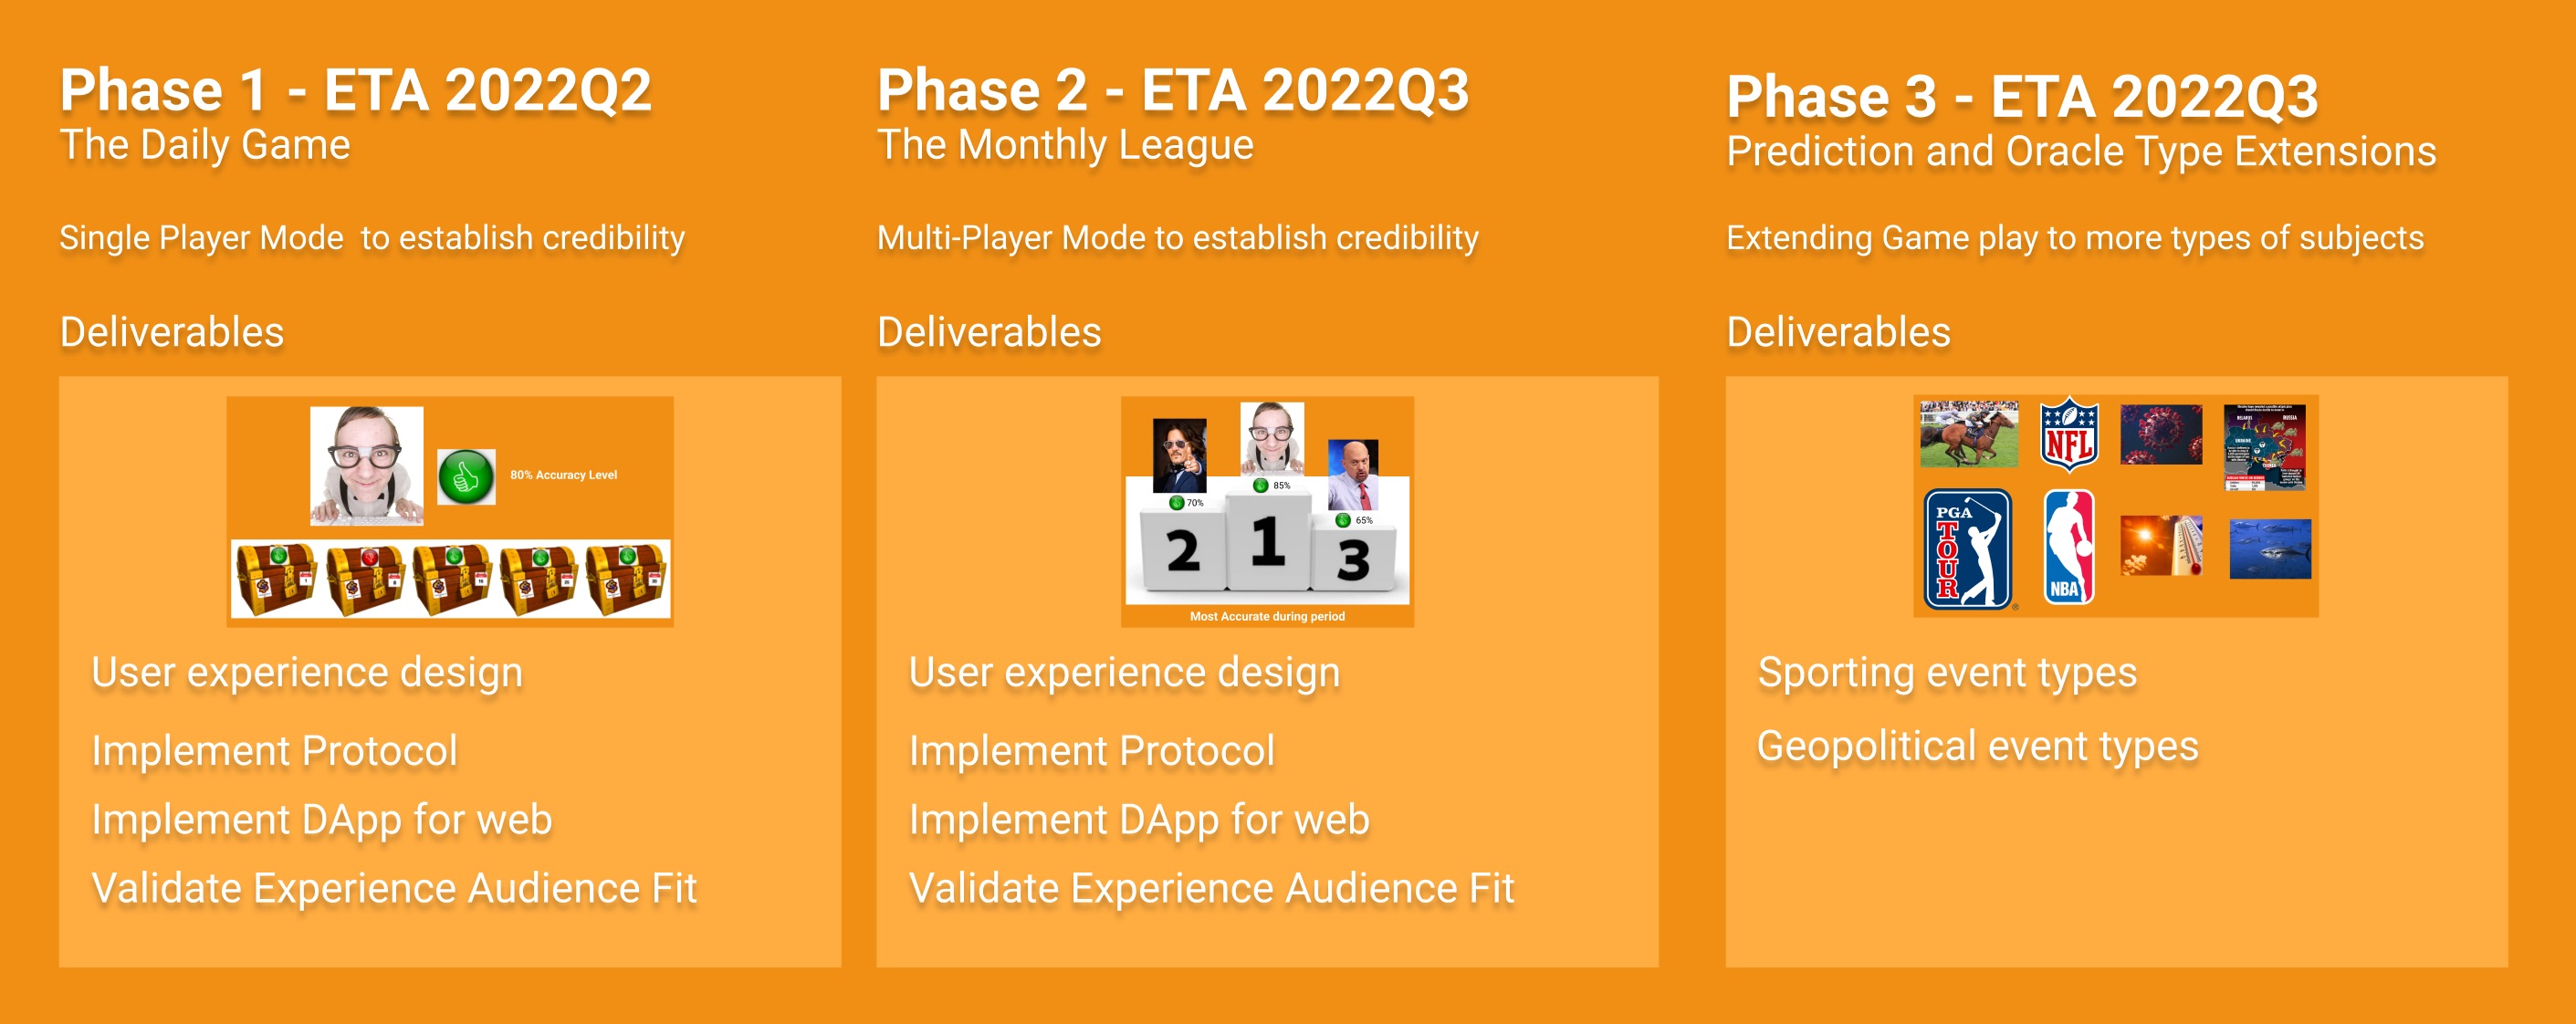 Phase 1 - ETA 2022Q2
The Daily Game
Single Player Mode to establish credibility
Deliverables
80% Accuracy Level
User experience design
Implement Protocol
Implement DApp for web
Validate Experience Audience Fit
Phase 2 - ETA 2022Q3
The Monthly League
Multi-Player Mode to establish credibility
Deliverables
85%
70%
65%
2
1
3
Most Accurate during period
User experience design
Implement Protocol
Implement DApp for web
Validate Experience Audience Fit
Phase 3 - ETA 2022Q3
Prediction and Oracle Type Extensions
Extending Game play to more types of subjects
Deliverables
NFL
BELARUS
RUSSIA
UKRAINE
PGA
TOUR
NBA
Sporting event types
Geopolitical event types